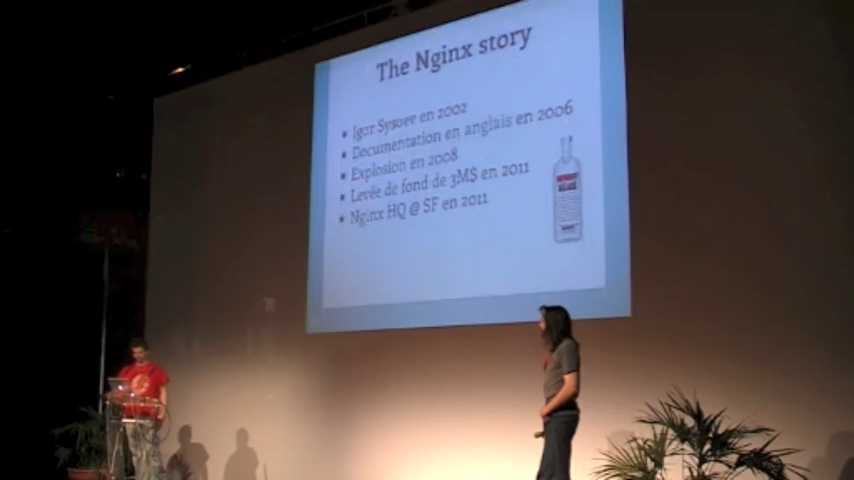 The Nginx story
Igor Sysoev en 2002
Documentation en anglais en 2006
Explosion en 2008
Levée de fond de 3M$ en 2011
Nginx HQ @ SF en 2011